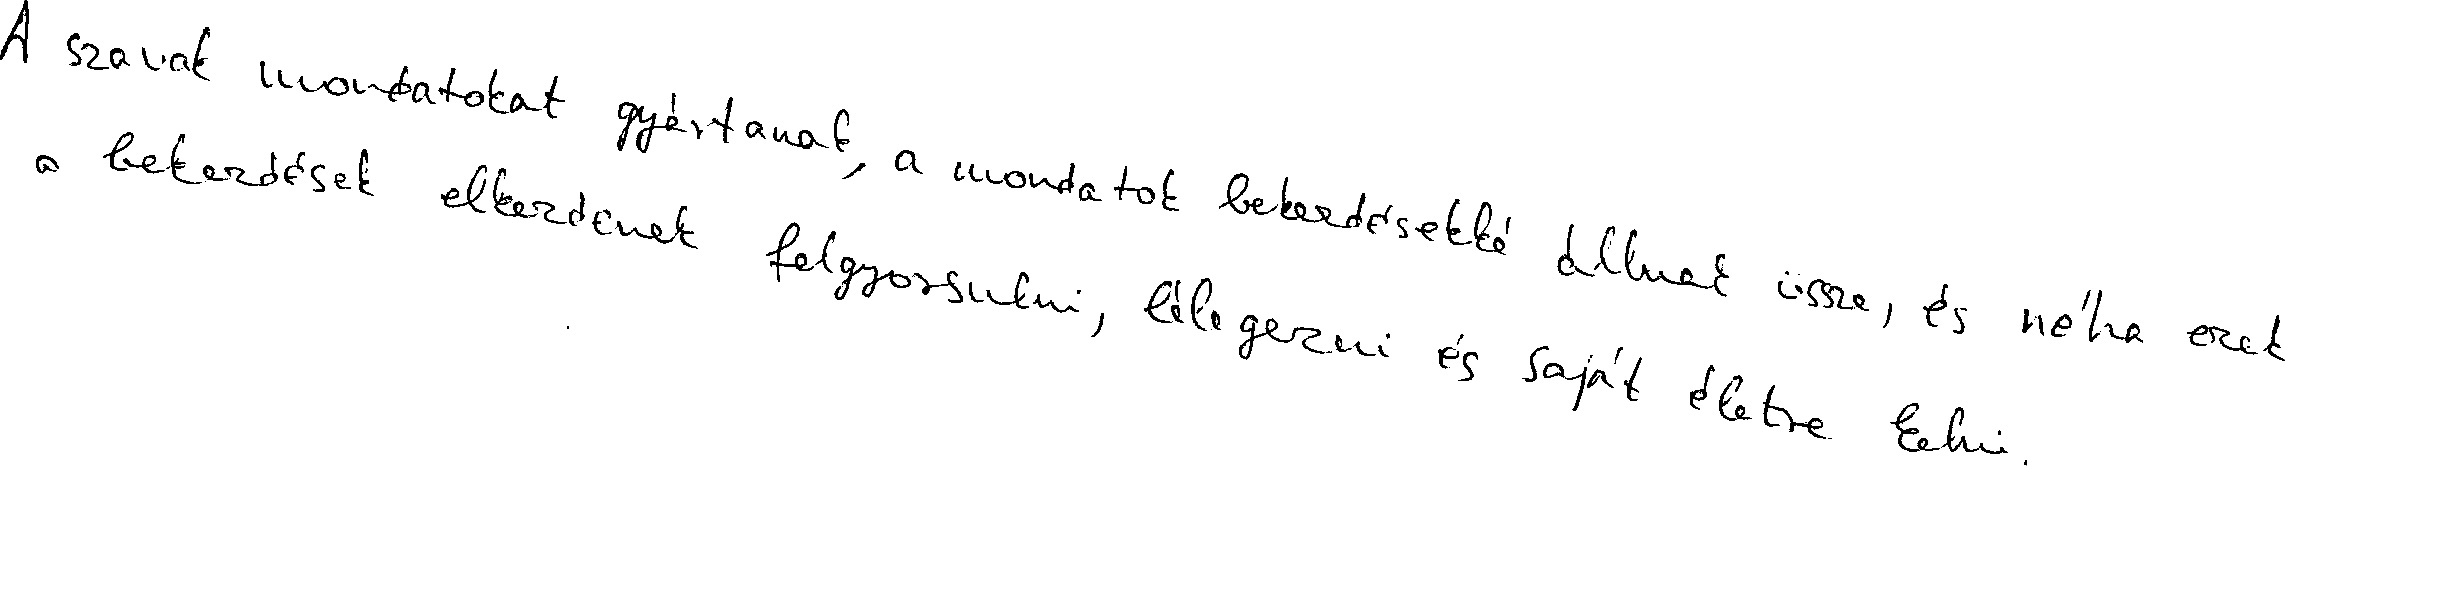 A szavak mondatokat gyártanak, a mondatok bekezdésekké állnak össze, és néha ezek
a bekezdések elkezdenek felgyorsulni, lélegezni és saját életre kelni.